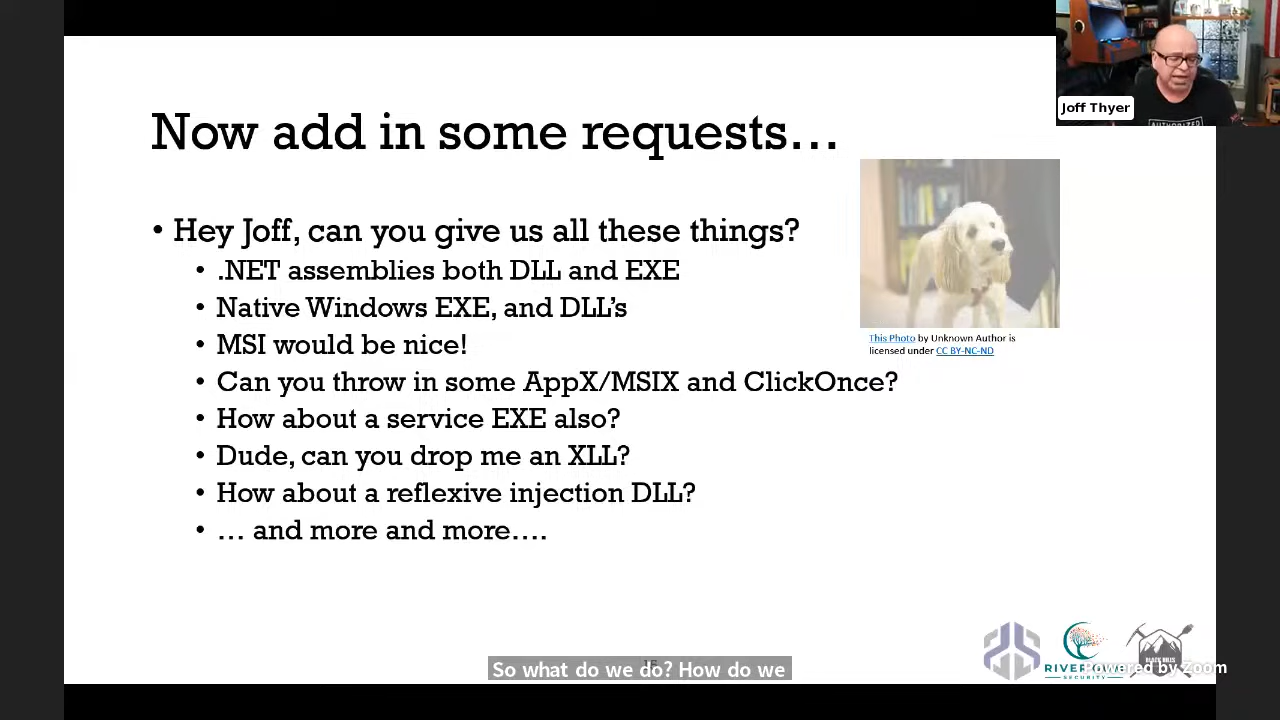 Joff Thyer
Now add in some requests…
• Hey Joff, can you give us all these things?
• .NET assemblies both DLL and EXE
• Native Windows EXE, and DLL’s
• MSI would be nice!
• Can you throw in some AppX/MSIX and ClickOnce?
• How about a service EXE also?
• Dude, can you drop me an XLL?
• How about a reflexive injection DLL?
• … and more and more….
This Photo by Unknown Author is
licensed under CC BY-NC-ND
AUTHORIZED
BLACK HILLS
SECURITY
Powered by Zoom
So what do we do? How do we